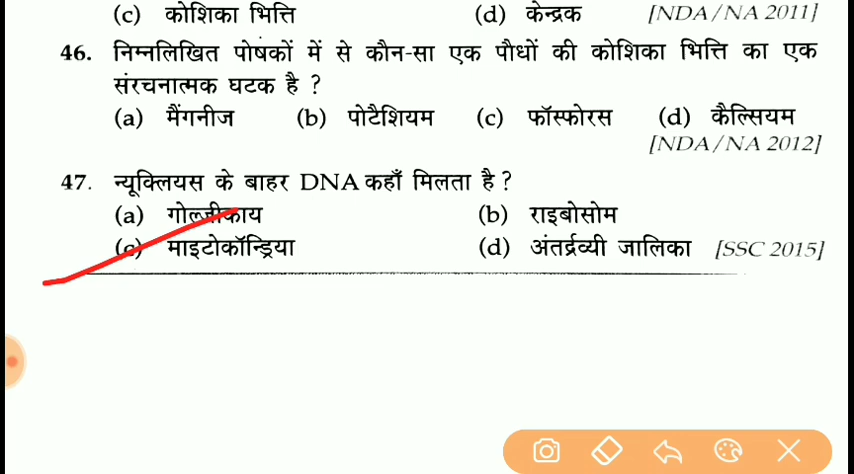 (c) कोशिका भित्ति (d) केन्द्रक [NDA/NA 2011]
46. निम्नलिखित पोषकों में से कौन-सा एक पौधों की कोशिका भित्ति का एक
संरचनात्मक घटक है ?
(a) मैंगनीज (b) पोटैशियम (c) फॉस्फोरस (d) कैल्सियम
[NDA/NA 2012]
47. न्यूक्लियस के बाहर DNA कहाँ मिलता है ?
(a) गोल्जीकाय (b) राइबोसोम
(c) माइटोकॉन्ड्रिया (d) अंतर्द्रव्यी जालिका [SSC 2015]